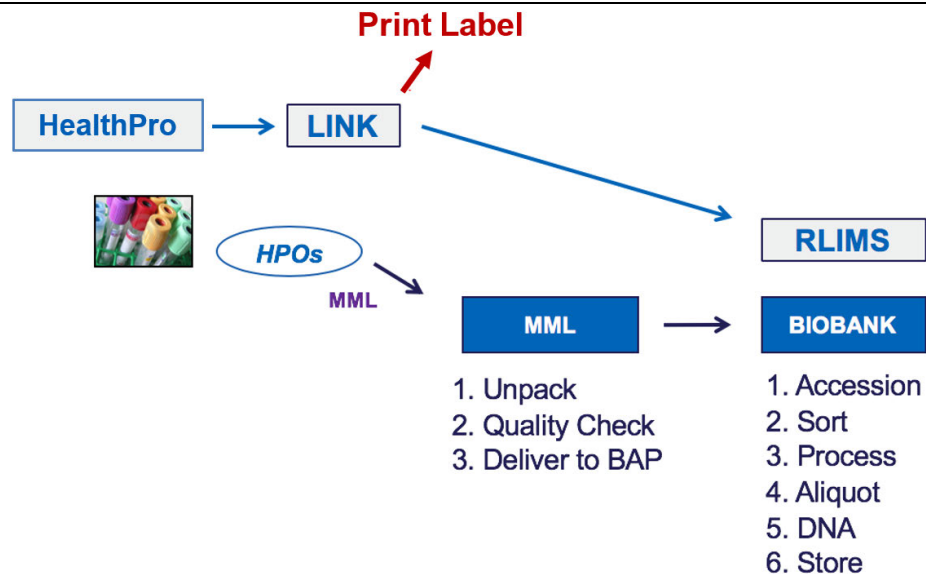 Print Label
HealthPro
LINK
RLIMS
HPOs
MML
MML
BIOBANK
1. Unpack
2. Quality Check
3. Deliver to BAP
1. Accession
2. Sort
3. Process
4. Aliquot
5. DNA
6. Store